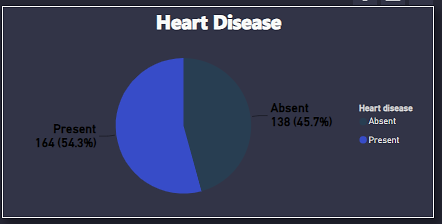 Heart Disease
Absent
138 (45.7%)
Present
164 (54.3%)
Heart disease
Absent
Present